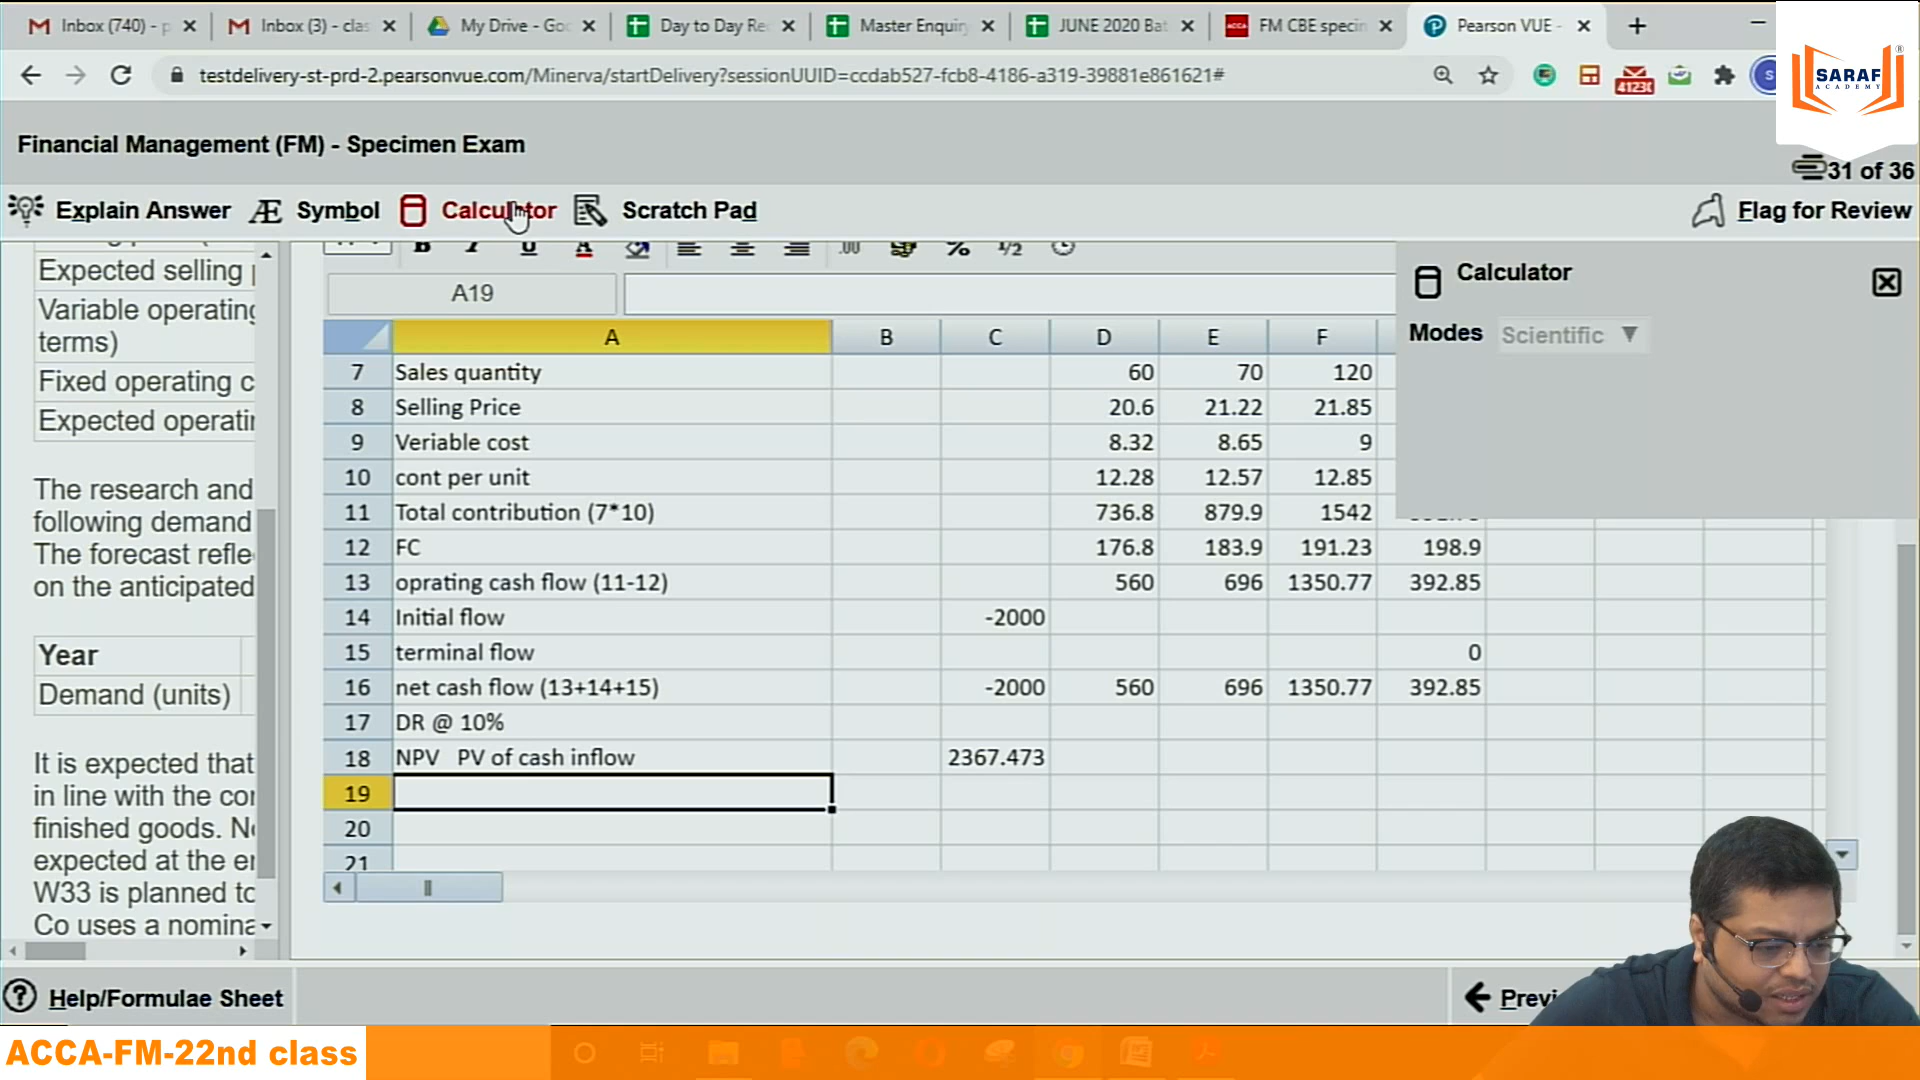 Inbox (740) - p
Inbox (3) - clas
My Drive - Goo
Day to Day Re
Master Enquir
JUNE 2020 Bat
FM CBE specin
Pearson VUE -
testdelivery-st-prd-2.pearsonvue.com/Minerva/startDelivery?sessionUUID=ccdab527-fcb8-4186-a319-39881e861621#
SARAF
ACADEMY
Financial Management (FM) - Specimen Exam
31 of 36
Explain Answer
Symbol
Calculator
Scratch Pad
Flag for Review
Expected selling p
Variable operating
terms)
Fixed operating c
Expected operatin
The research and
following demand
The forecast refle
on the anticipated
Year
Demand (units)
It is expected that
in line with the cor
finished goods. No
expected at the er
W33 is planned to
Co uses a nomina
A19
Calculator
Modes Scientific
A B C D E F
7 Sales quantity 60 70 120
8 Selling Price 20.6 21.22 21.85
9 Veriable cost 8.32 8.65 9
10 cont per unit 12.28 12.57 12.85
11 Total contribution (7*10) 736.8 879.9 1542
12 FC 176.8 183.9 191.23 198.9
13 oprating cash flow (11-12) 560 696 1350.77 392.85
14 Initial flow -2000
15 terminal flow 0
16 net cash flow (13+14+15) -2000 560 696 1350.77 392.85
17 DR @ 10%
18 NPV PV of cash inflow 2367.473
19
20
21
Help/Formulae Sheet
Previ
ACCA-FM-22nd class